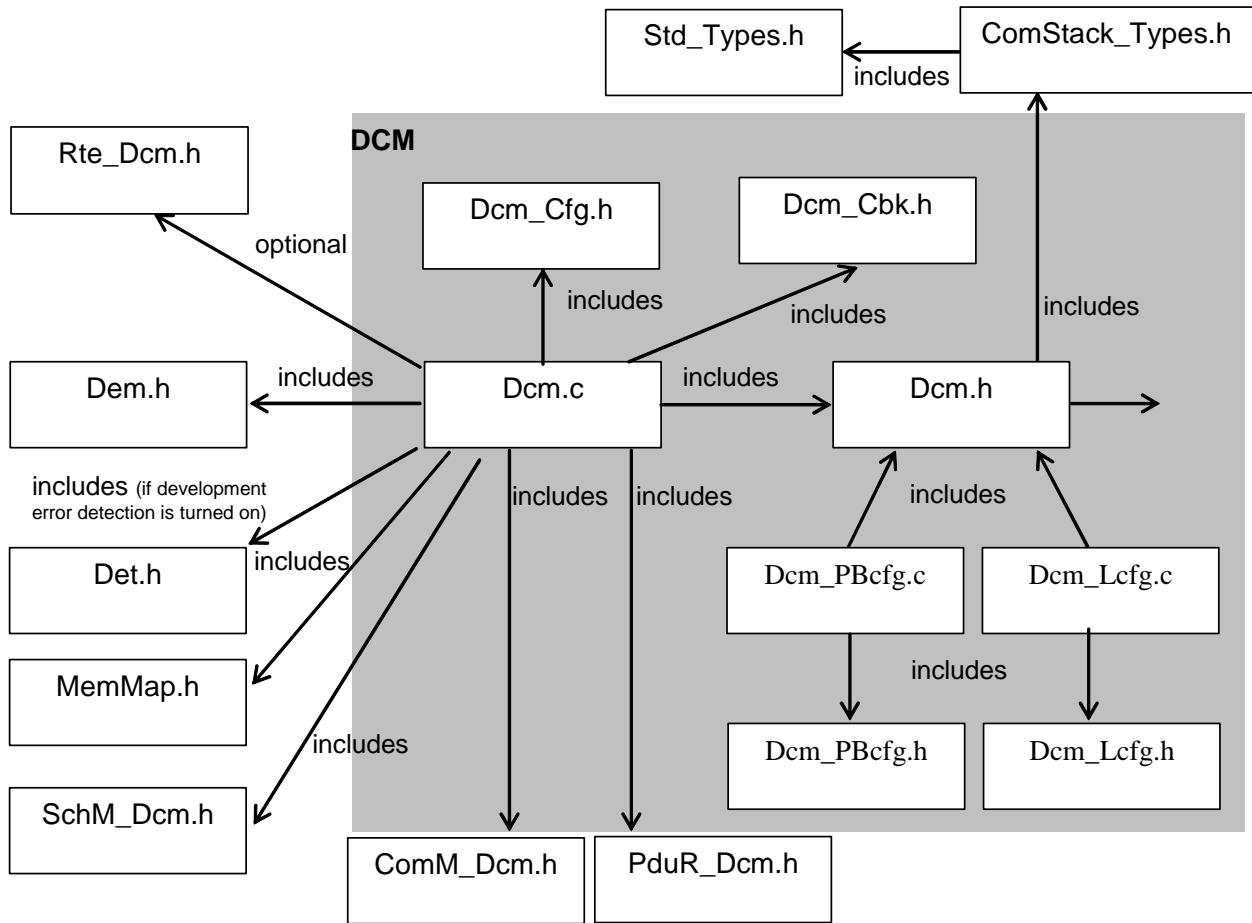 Std_Types.h
ComStack_Types.h
includes
DCM
Rte_Dcm.h
Dcm_Cfg.h
Dcm_Cbk.h
optional
includes
includes
includes
Dem.h
includes
Dcm.c
includes
Dcm.h
includes (if development
error detection is turned on)
includes
includes
includes
includes
Det.h
Dcm_PBcfg.c
Dcm_Lcfg.c
MemMap.h
includes
includes
Dcm_PBcfg.h
Dcm_Lcfg.h
SchM_Dcm.h
ComM_Dcm.h
PduR_Dcm.h